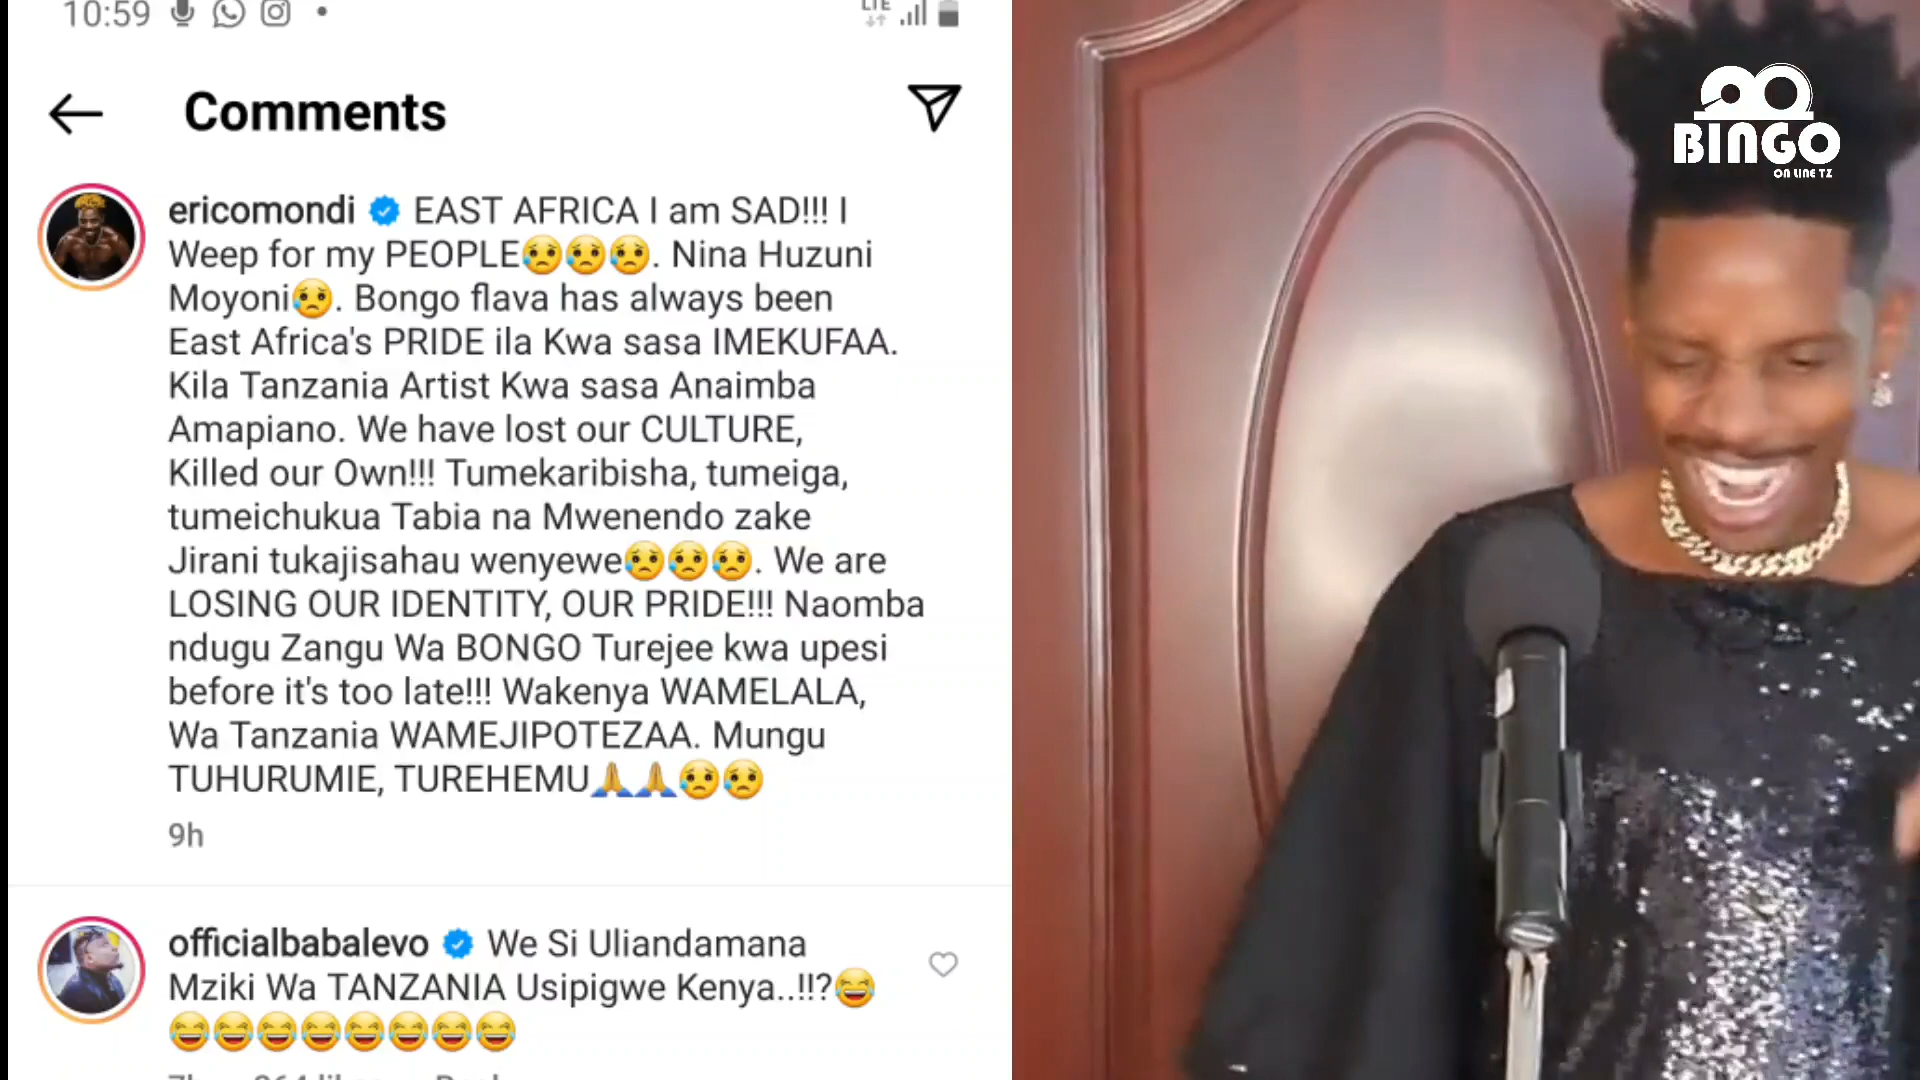 10:59
LTE
Comments
ericomondi EAST AFRICA I am SAD!!! I
Weep for my PEOPLE😥😥😥. Nina Huzuni
Moyoni😥. Bongo flava has always been
East Africa's PRIDE ila Kwa sasa IMEKUFAA.
Kila Tanzania Artist Kwa sasa Anaimba
Amapiano. We have lost our CULTURE,
Killed our Own!!! Tumekaribisha, tumeiga,
tumeichukua Tabia na Mwenendo zake
Jirani tukajisahau wenyewe😥😥😥. We are
LOSING OUR IDENTITY, OUR PRIDE!!! Naomba
ndugu Zangu Wa BONGO Turejee kwa upesi
before it's too late!!! Wakenya WAMELALA,
Wa Tanzania WAMEJIPOTEZAA. Mungu
TUHURUMIE, TUREHEMU🙏🙏😥😥
9h
officialbabalevo We Si Uliandamana
Mziki Wa TANZANIA Usipigwe Kenya..!!?😂
😂😂😂😂😂😂😂😂
BINGO
ON LINE TZ